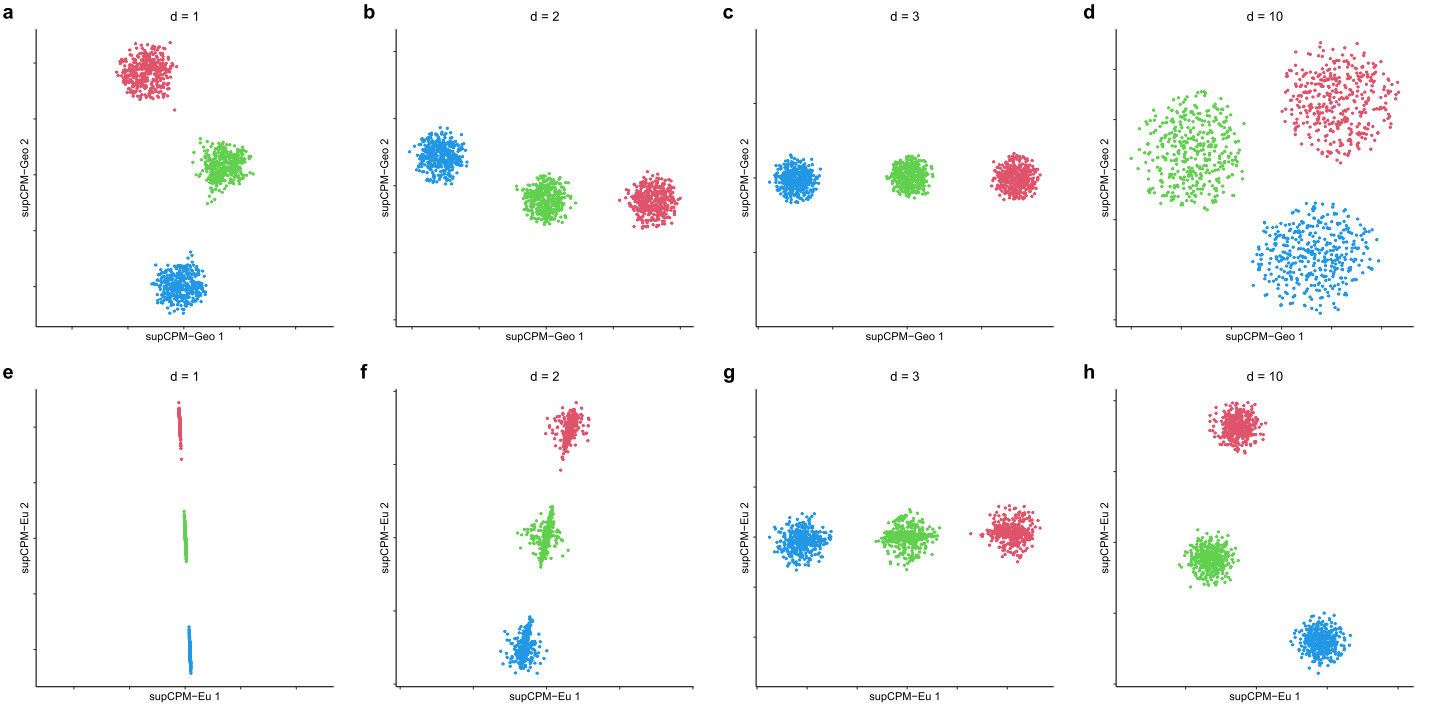 a
d = 1
supCPM−Geo 2
supCPM−Geo 1
b
d = 2
supCPM−Geo 2
supCPM−Geo 1
c
d = 3
supCPM−Geo 2
supCPM−Geo 1
d
d = 10
supCPM−Geo 2
supCPM−Geo 1
e
d = 1
supCPM−Eu 2
supCPM−Eu 1
f
d = 2
supCPM−Eu 2
supCPM−Eu 1
g
d = 3
supCPM−Eu 2
supCPM−Eu 1
h
d = 10
supCPM−Eu 2
supCPM−Eu 1